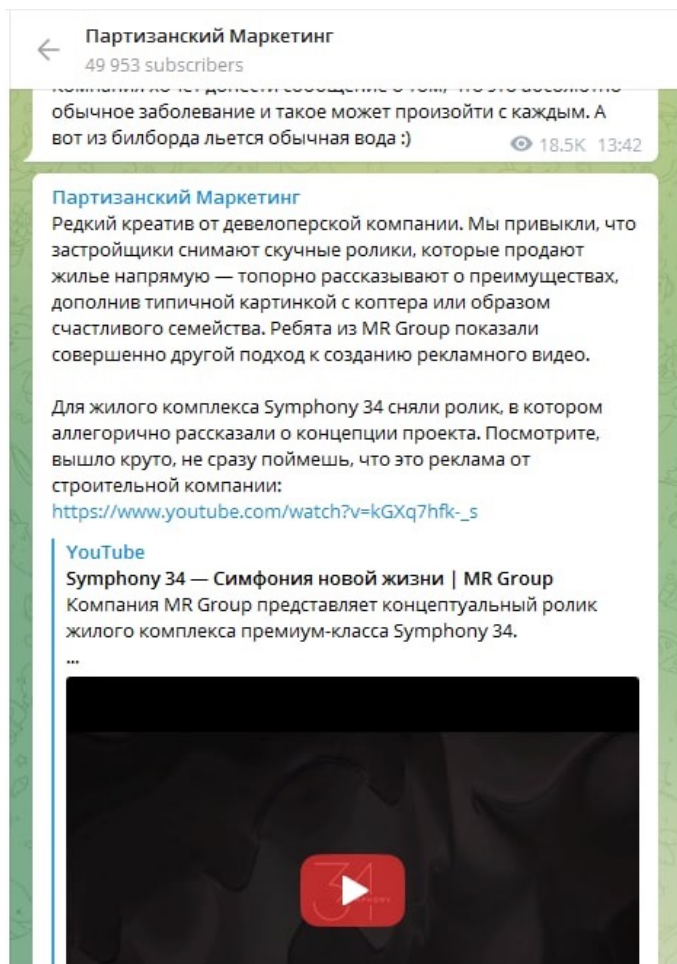 Партизанский Маркетинг
49 953 subscribers
обычное заболевание и такое может произойти с каждым. А
вот из билборда льется обычная вода :)
18.5K 13:42
Партизанский Маркетинг
Редкий креатив от девелоперской компании. Мы привыкли, что
застройщики снимают скучные ролики, которые продают
жилье напрямую — топорно рассказывают о преимуществах,
дополнив типичной картинкой с коптера или образом
счастливого семейства. Ребята из MR Group показали
совершенно другой подход к созданию рекламного видео.
Для жилого комплекса Symphony 34 сняли ролик, в котором
аллегорично рассказали о концепции проекта. Посмотрите,
вышло круто, не сразу поймешь, что это реклама от
строительной компании:
https://www.youtube.com/watch?v=kGXq7hfk-_s
YouTube
Symphony 34 — Симфония новой жизни | MR Group
Компания MR Group представляет концептуальный ролик
жилого комплекса премиум-класса Symphony 34.
...
34